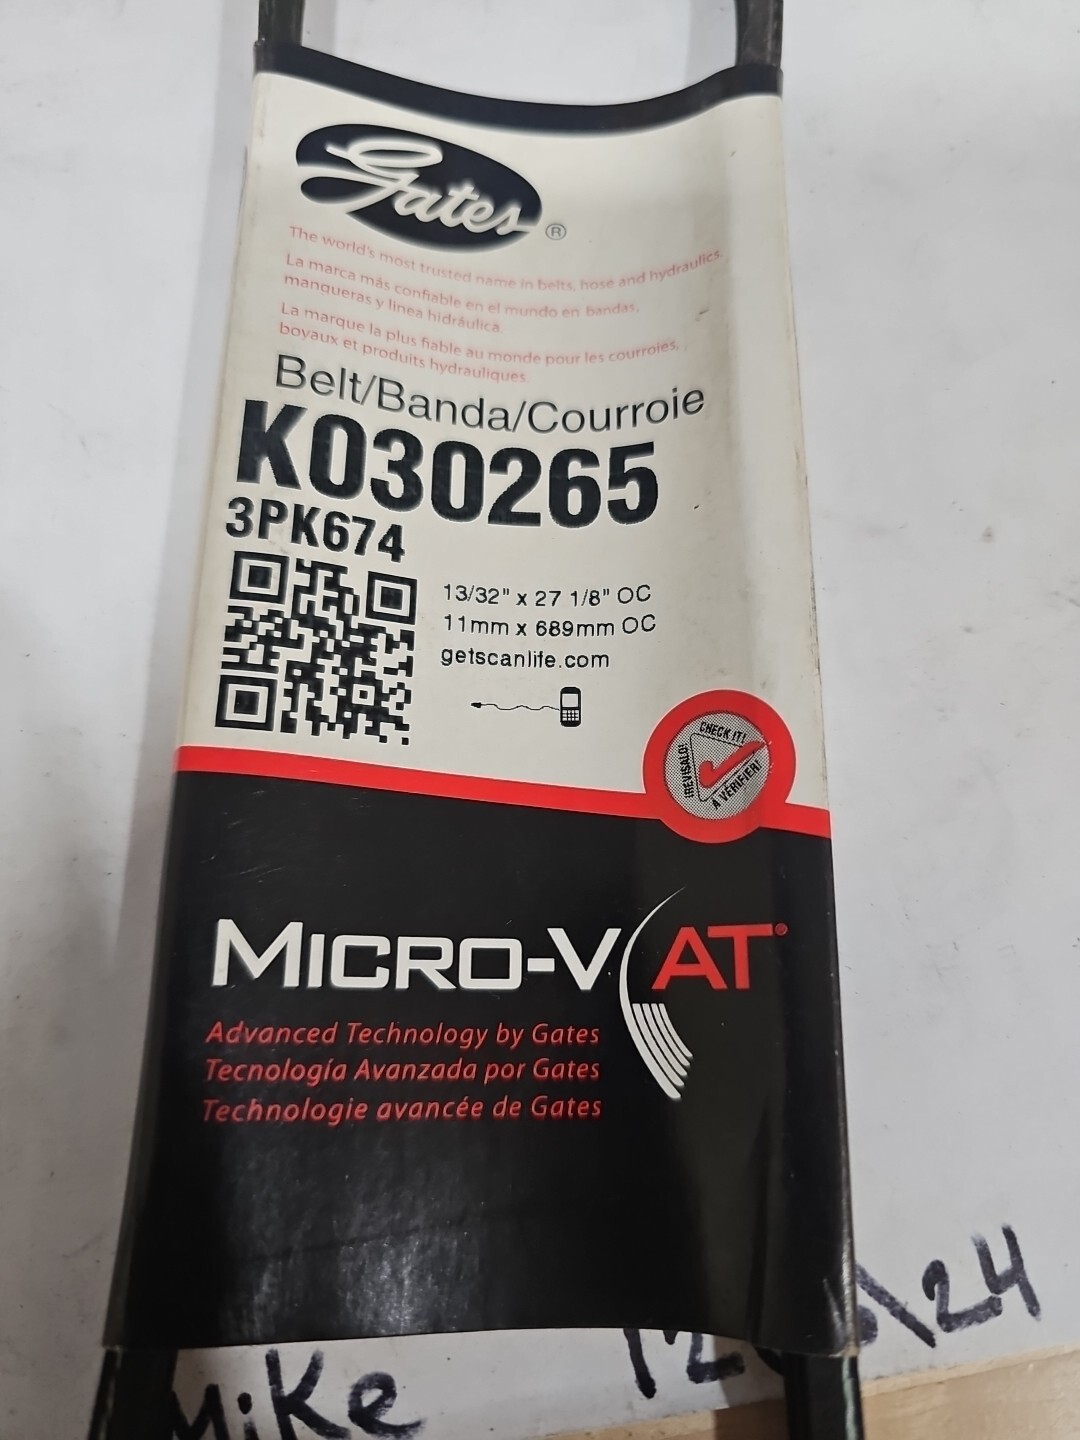 Gates®
The world's most trusted name in belts, hose and hydraulics.
La marca más confiable en el mundo en bandas,
mangueras y linea hidráulica.
La marque la plus fiable au monde pour les courroies,
boyaux et produits hydrauliques.
Belt/Banda/Courroie
K030265
3PK674
13/32" x 27 1/8" OC
11mm x 689mm OC
getscanlife.com
CHECK IT!
¡REVISALO!
À VÉRIFIER!
MICRO-V AT®
Advanced Technology by Gates
Tecnología Avanzada por Gates
Technologie avancée de Gates
Mike